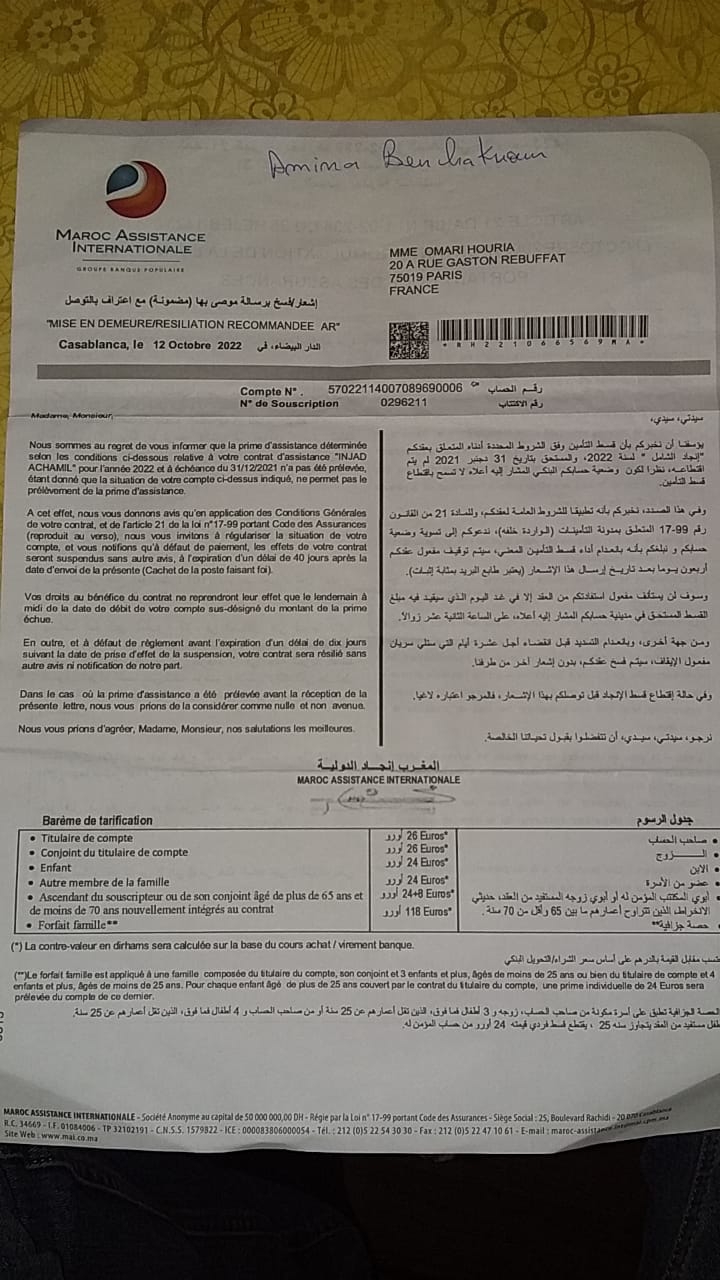 Amina
MAROC ASSISTANCE
INTERNATIONALE
GROUPE BANQUE POPULAIRE
MME OMARI HOURIA
20 A RUE GASTON REBUFFAT
75019 PARIS
FRANCE
إشعار/فسخ برسالة موصى بها (مضمونة) مع اعتراف بالتوصل
"MISE EN DEMEURE/RESILIATION RECOMMANDEE AR"
Casablanca, le 12 Octobre 2022 الدار البيضاء، في
* R H 2 2 1 0 6 6 5 6 9 M A *
Compte N° . 57022114007089690006 رقم الحساب
N° de Souscription 0296211 رقم الاكتتاب
Madame, Monsieur,
Nous sommes au regret de vous informer que la prime d'assistance déterminée
selon les conditions ci-dessous relative à votre contrat d'assistance "INJAD
ACHAMIL" pour l'année 2022 et à échéance du 31/12/2021 n'a pas été prélevée,
étant donné que la situation de votre compte ci-dessus indiqué, ne permet pas le
prélèvement de la prime d'assistance.
A cet effet, nous vous donnons avis qu'en application des Conditions Générales
de votre contrat, et de l'article 21 de la loi n°17-99 portant Code des Assurances
(reproduit au verso), nous vous invitons à régulariser la situation de votre
compte, et vous notifions qu'à défaut de paiement, les effets de votre contrat
seront suspendus sans autre avis, à l'expiration d'un délai de 40 jours après la
date d'envoi de la présente (Cachet de la poste faisant foi).
Vos droits au bénéfice du contrat ne reprendront leur effet que le lendemain à
midi de la date de débit de votre compte sus-désigné du montant de la prime
échue.
En outre, et à défaut de règlement avant l'expiration d'un délai de dix jours
suivant la date de prise d'effet de la suspension, votre contrat sera résilié sans
autre avis ni notification de notre part.
Dans le cas où la prime d'assistance a été prélevée avant la réception de la
présente lettre, nous vous prions de la considérer comme nulle et non avenue.
Nous vous prions d'agréer, Madame, Monsieur, nos salutations les meilleures.
سيدتي، سيدي،
يؤسفنا أن نخبركم بأن قسط التأمين وفق الشروط المحددة أدناه المتعلق بعقدكم
"إنجاد الشامل" لسنة 2022، والمستحق بتاريخ 31 دجنبر 2021 لم يتم
اقتطاعه، نظرا لكون وضعية حسابكم البنكي المشار إليه أعلاه لا تسمح باقتطاع
قسط التأمين.
وفي هذا الصدد، نخبركم بأنه تطبيقا للشروط العامة لعقدكم، وللمادة 21 من القانون
رقم 99-17 المتعلق بمدونة التأمينات (الواردة خلفه)، ندعوكم إلى تسوية وضعية
حسابكم و نبلغكم بأنه بانعدام أداء قسط التأمين المعني، سيتم توقيف مفعول عقدكم
أربعون يوما بعد تاريخ إرسال هذا الإشعار (يعتبر طابع البريد بمثابة إثبات).
وسوف لن يستأنف مفعول استفادتكم من العقد إلا في غد اليوم الذي سيقيد فيه مبلغ
القسط المستحق في مدينية حسابكم المشار إليه أعلاه، على الساعة الثانية عشر زوالا.
ومن جهة أخرى، وبانعدام التسديد قبل انقضاء أجل عشرة أيام التي ستلي سريان
مفعول الإيقاف، سيتم فسخ عقدكم، بدون إشعار آخر من طرفنا.
وفي حالة إقتطاع قسط الإنجاد قبل توصلكم بهذا الإشعار، فالمرجو اعتباره لاغيا.
نرجو، سيدتي، سيدي، أن تتفضلوا بقبول تحياتنا الخالصة.
المغرب إنجاد الدولية
MAROC ASSISTANCE INTERNATIONALE
Barème de tarification جدول الرسوم
• Titulaire de compte 26 Euros* أورو • صاحب الحساب
• Conjoint du titulaire de compte 26 Euros* أورو • الزوج
• Enfant 24 Euros* أورو • الابن
• Autre membre de la famille 24 Euros* أورو • عضو من الأسرة
• Ascendant du souscripteur ou de son conjoint âgé de plus de 65 ans et 24+8 Euros* أورو • أبوي المكتتب المؤمن له أو أبوي زوجه المستفيد من العقد، حديثي
de moins de 70 ans nouvellement intégrés au contrat الانخراط، الذين تتراوح أعمارهم ما بين 65 وأقل من 70 سنة.
• Forfait famille** 118 Euros* أورو • حصة جزافية**
(*) La contre-valeur en dirhams sera calculée sur la base du cours achat / virement banque.
تحسب مقابل القيمة بالدرهم على أساس سعر الشراء/التحويل البنكي
(**)Le forfait famille est appliqué à une famille composée du titulaire du compte, son conjoint et 3 enfants et plus, âgés de moins de 25 ans ou bien du titulaire de compte et 4
enfants et plus, âgés de moins de 25 ans. Pour chaque enfant âgé de plus de 25 ans couvert par le contrat du titulaire du compte, une prime individuelle de 24 Euros sera
prélevée du compte de ce dernier.
الحصة الجزافية تطبق على أسرة مكونة من صاحب الحساب، زوجه و 3 أطفال فما فوق، الذين تقل أعمارهم عن 25 سنة أو من صاحب الحساب و 4 أطفال فما فوق، الذين تقل أعمارهم عن 25 سنة.
طفل مستفيد من العقد يتجاوز سنه 25 ، يقتطع قسط فردي قيمته 24 أورو من حساب المؤمن له.
MAROC ASSISTANCE INTERNATIONALE - Société Anonyme au capital de 50 000 000,00 DH - Régie par la Loi n° 17-99 portant Code des Assurances - Siège Social : 25, Boulevard Rachidi - 20 070 Casablanca
R.C. 34669 - I.F. 01084006 - TP 32102191 - C.N.S.S. 1579822 - ICE : 000083806000054 - Tél. : 212 (0)5 22 54 30 30 - Fax : 212 (0)5 22 47 10 61 - E-mail : maroc-assistance
Site Web : www.mai.co.ma